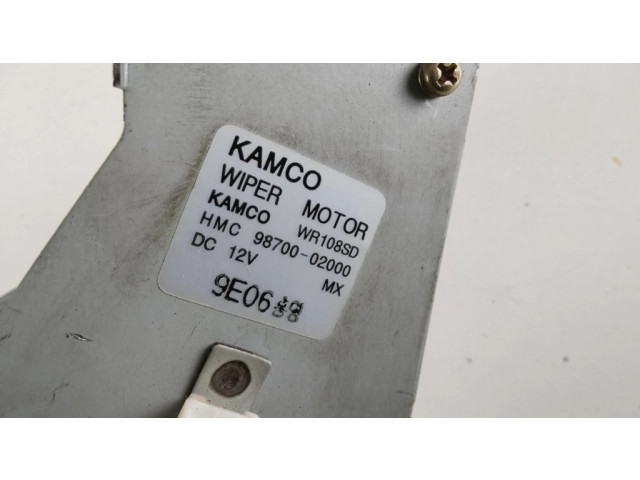 KAMCO
WIPER MOTOR
KAMCO WR108SD
HMC 98700-02000
DC 12V MX
9E06